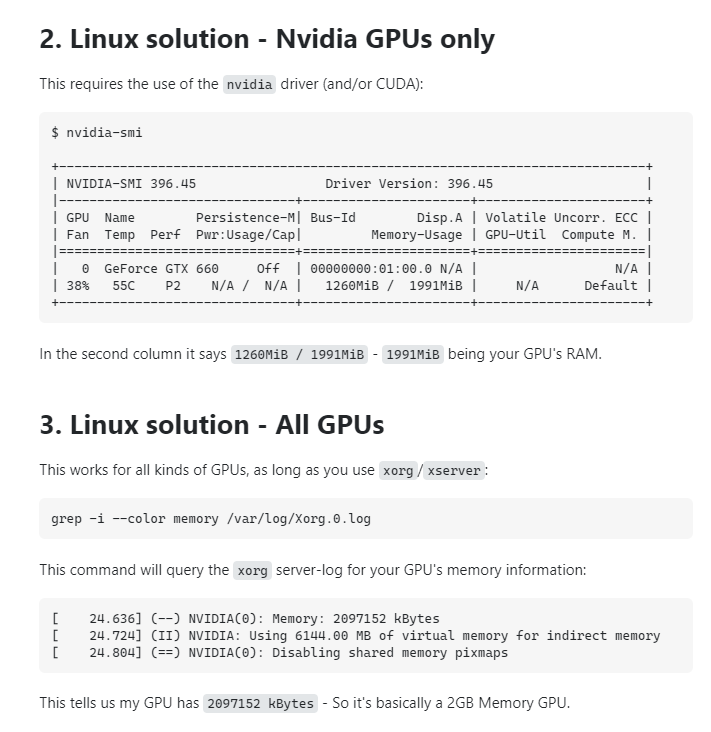 2. Linux solution - Nvidia GPUs only
This requires the use of the nvidia driver (and/or CUDA):
$ nvidia-smi
+-----------------------------------------------------------------------------+
| NVIDIA-SMI 396.45                 Driver Version: 396.45                    |
|-------------------------------+----------------------+----------------------+
| GPU  Name        Persistence-M| Bus-Id        Disp.A | Volatile Uncorr. ECC |
| Fan  Temp  Perf  Pwr:Usage/Cap|         Memory-Usage | GPU-Util  Compute M. |
|===============================+======================+======================|
|   0  GeForce GTX 660     Off  | 00000000:01:00.0 N/A |                  N/A |
| 38%   55C    P2    N/A /  N/A |   1260MiB /  1991MiB |     N/A      Default |
+-------------------------------+----------------------+----------------------+
In the second column it says 1260MiB / 1991MiB - 1991MiB being your GPU's RAM.
3. Linux solution - All GPUs
This works for all kinds of GPUs, as long as you use xorg/xserver:
grep -i --color memory /var/log/Xorg.0.log
This command will query the xorg server-log for your GPU's memory information:
[    24.636] (--) NVIDIA(0): Memory: 2097152 kBytes
[    24.724] (II) NVIDIA: Using 6144.00 MB of virtual memory for indirect memory
[    24.804] (==) NVIDIA(0): Disabling shared memory pixmaps
This tells us my GPU has 2097152 kBytes - So it's basically a 2GB Memory GPU.